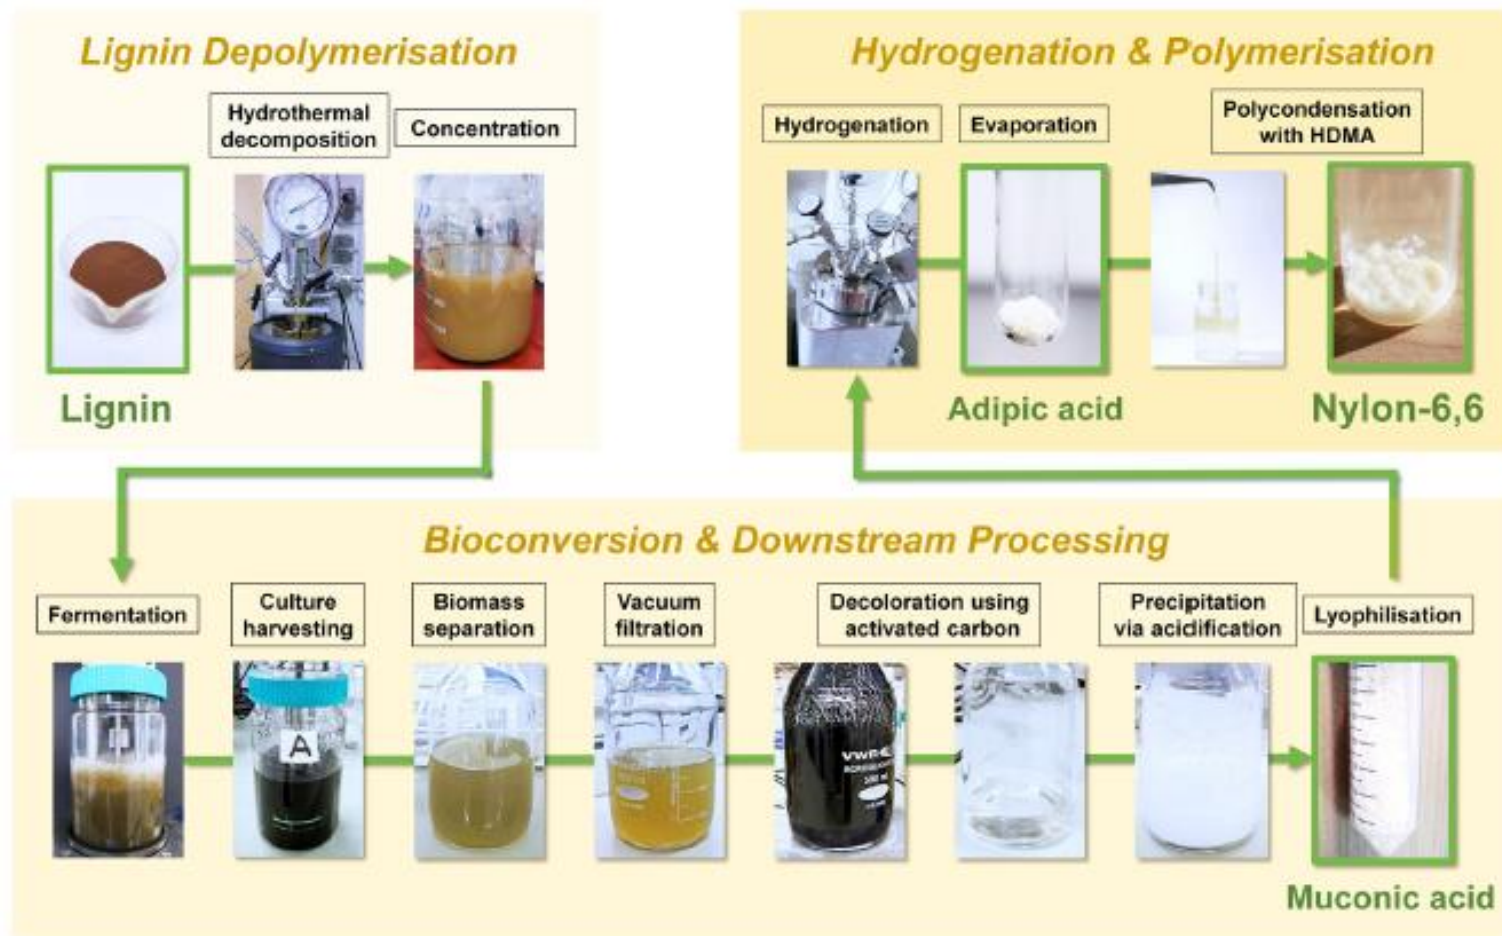 Lignin Depolymerisation
Hydrothermal
decomposition
Concentration
Lignin
Hydrogenation & Polymerisation
Hydrogenation
Evaporation
Polycondensation
with HDMA
Adipic acid
Nylon-6,6
Bioconversion & Downstream Processing
Fermentation
Culture
harvesting
Biomass
separation
Vacuum
filtration
Decoloration using
activated carbon
Precipitation
via acidification
Lyophilisation
A
Muconic acid